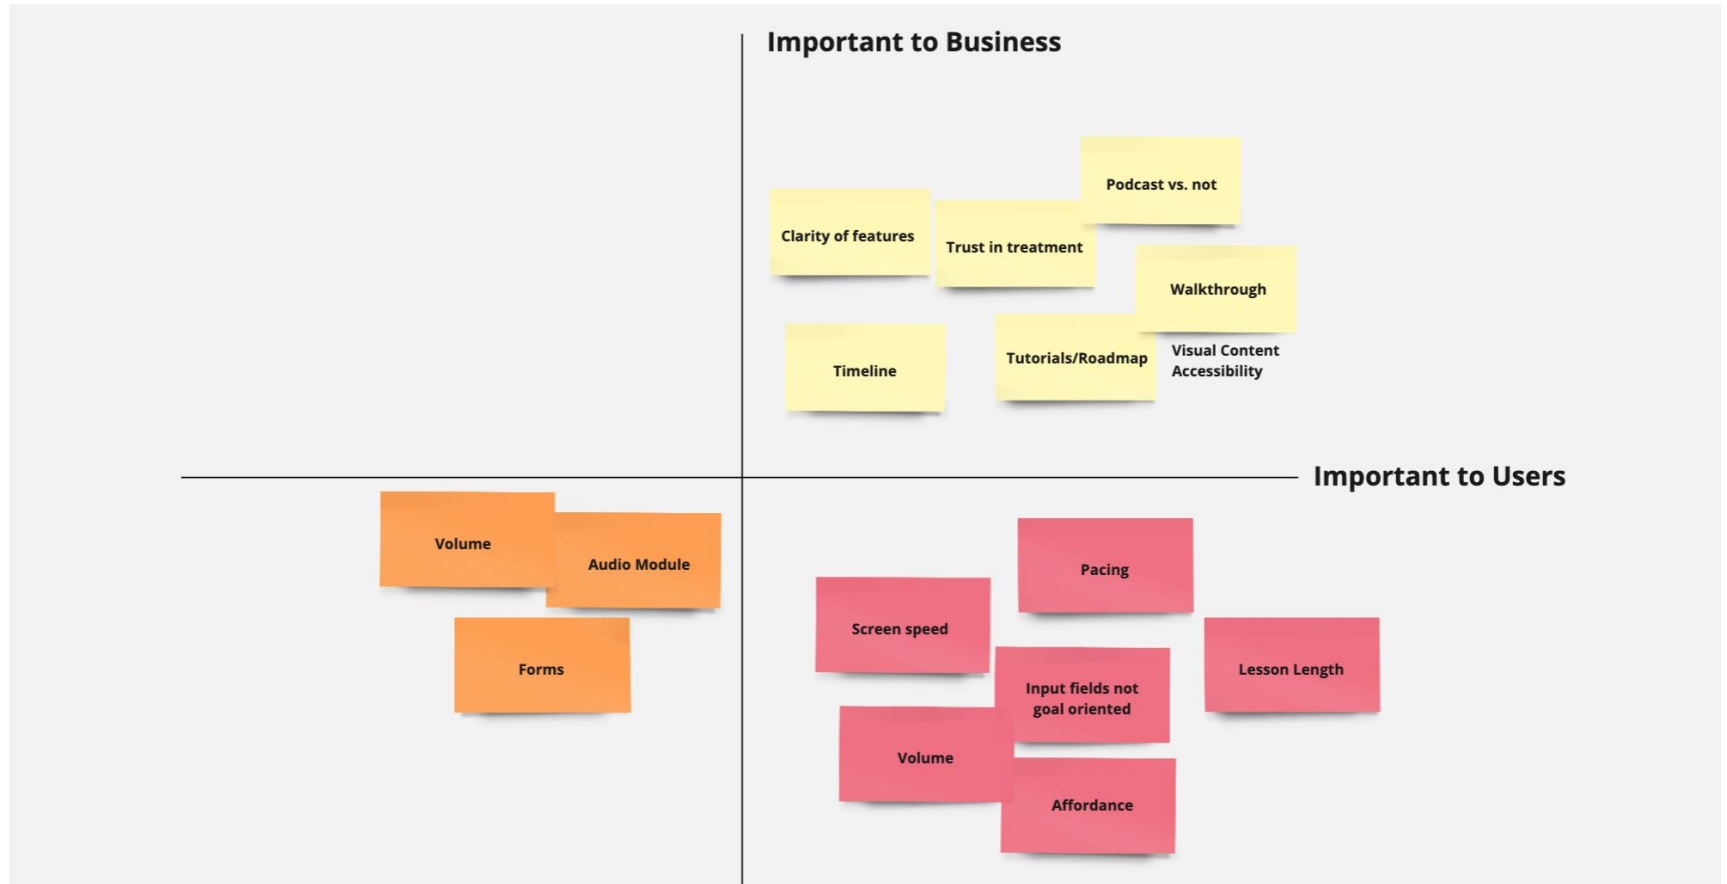 Important to Business
Podcast vs. not
Clarity of features
Trust in treatment
Walkthrough
Timeline
Tutorials/Roadmap
Visual Content
Accessibility
Important to Users
Volume
Audio Module
Forms
Pacing
Screen speed
Lesson Length
Input fields not
goal oriented
Volume
Affordance